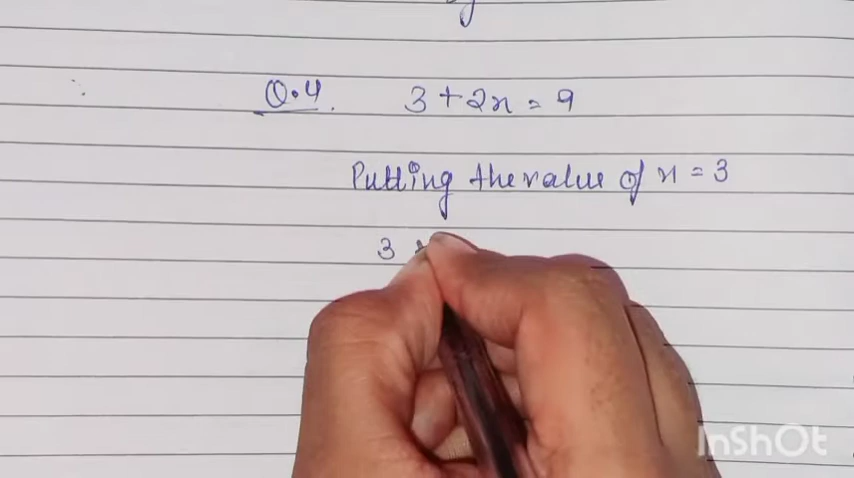 Q.4. 3 + 2x = 9
Putting the value of x = 3
3 +
InShOt